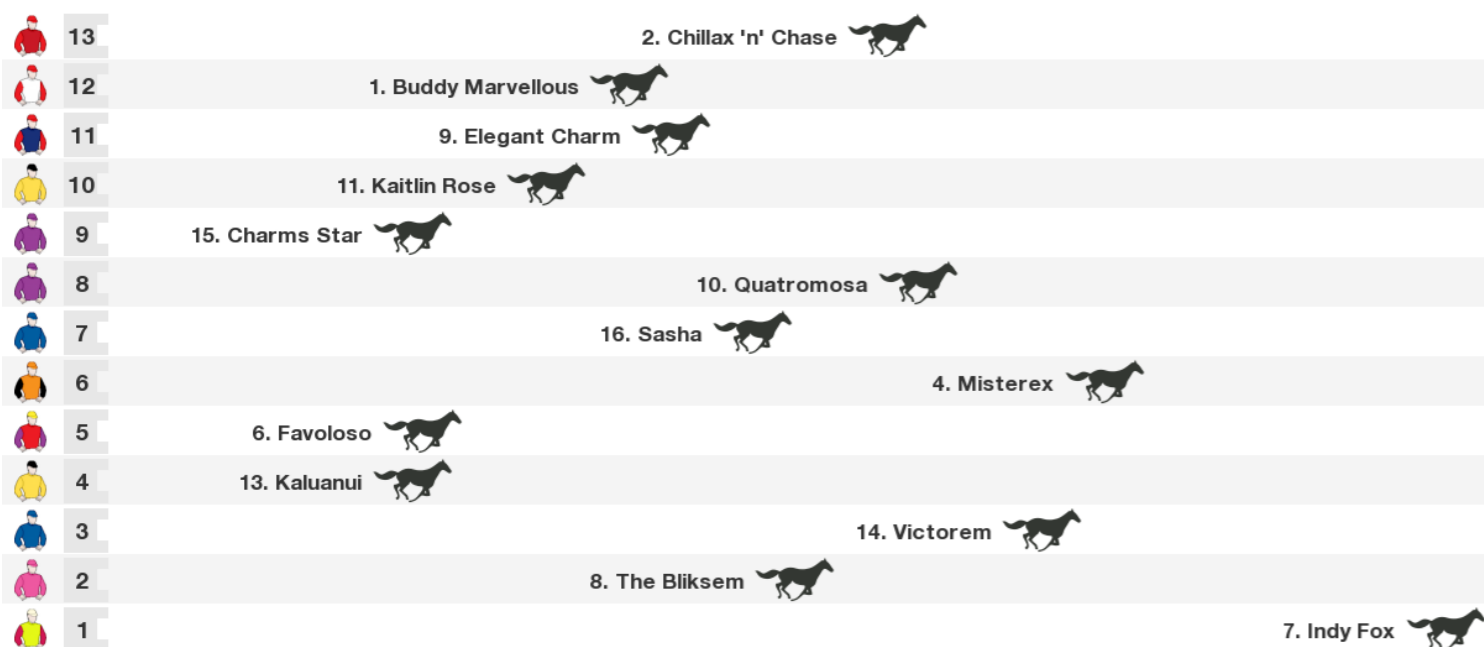 13 2. Chillax 'n' Chase
12 1. Buddy Marvellous
11 9. Elegant Charm
10 11. Kaitlin Rose
9 15. Charms Star
8 10. Quatromosa
7 16. Sasha
6 4. Misterex
5 6. Favoloso
4 13. Kaluanui
3 14. Victorem
2 8. The Bliksem
1 7. Indy Fox